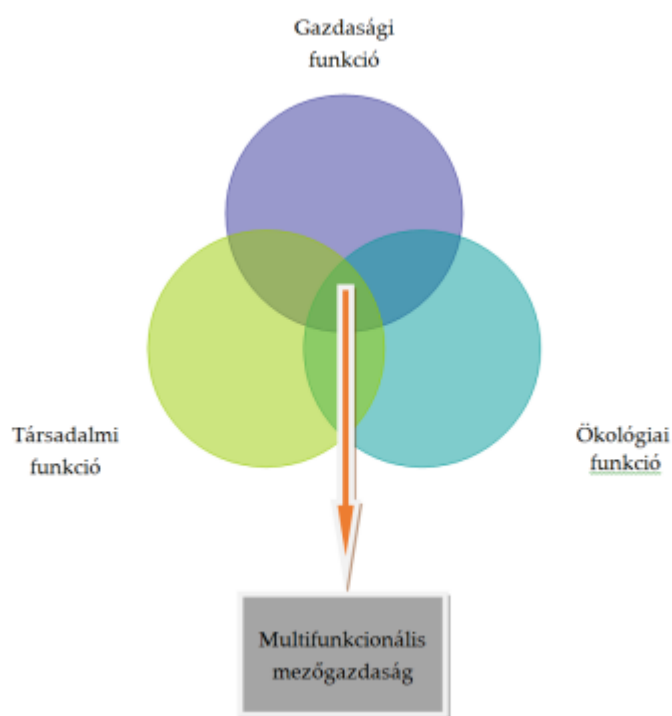 Gazdasági
funkció
Társadalmi
funkció
Ökológiai
funkció
Multifunkcionális
mezőgazdaság